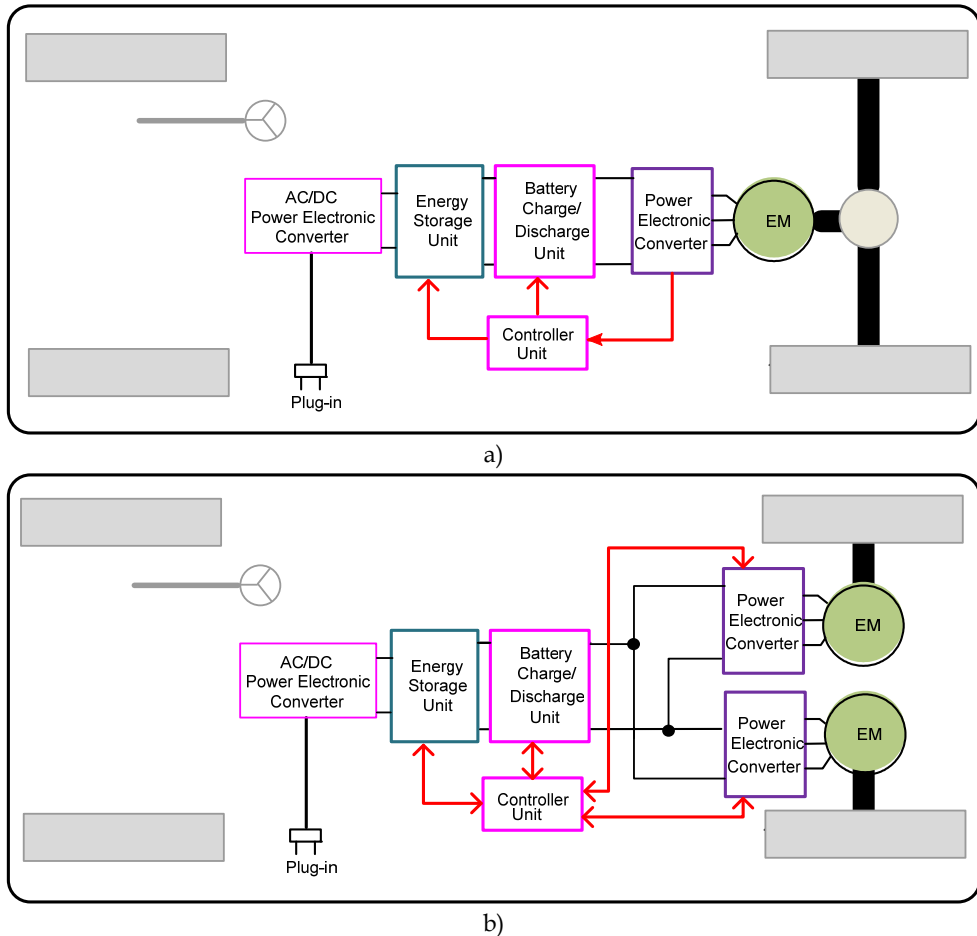 AC/DC
Power Electronic
Converter
Energy
Storage
Unit
Battery
Charge/
Discharge
Unit
Power
Electronic
Converter
EM
Controller
Unit
Plug-in
a)
Power
Electronic
Converter
EM
AC/DC
Power Electronic
Converter
Energy
Storage
Unit
Battery
Charge/
Discharge
Unit
Power
Electronic
Converter
EM
Controller
Unit
Plug-in
b)